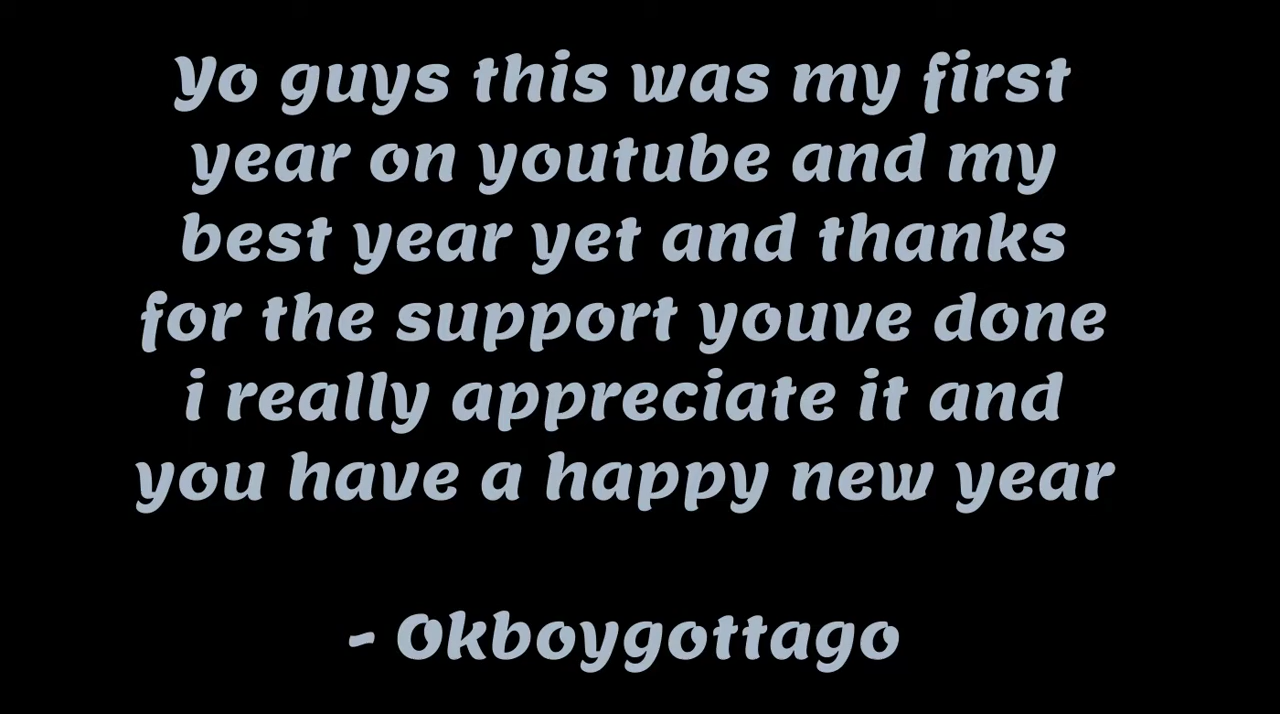 Yo guys this was my first
year on youtube and my
best year yet and thanks
for the support youve done
i really appreciate it and
you have a happy new year
- Okboygottago